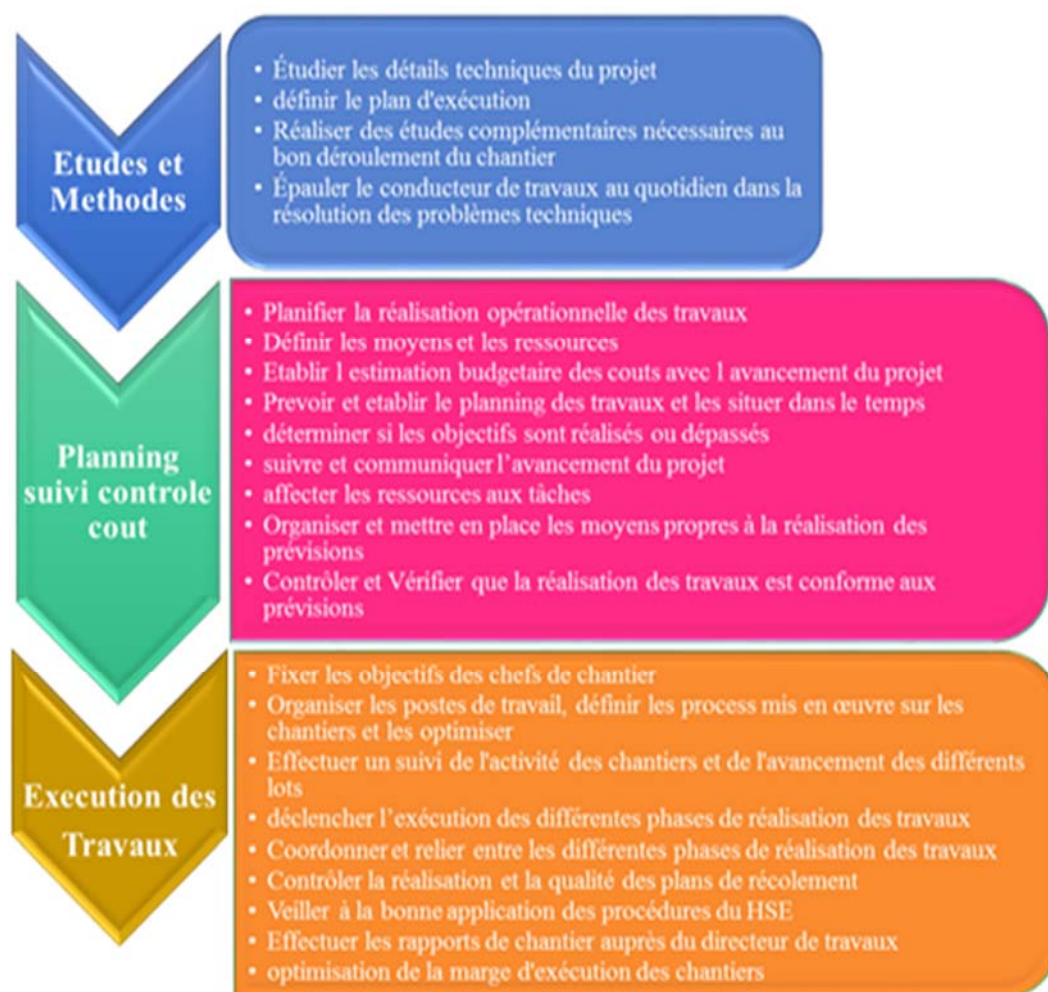 Etudes et
Methodes
• Étudier les détails techniques du projet
• définir le plan d'exécution
• Réaliser des études complémentaires nécessaires au
bon déroulement du chantier
• Épauler le conducteur de travaux au quotidien dans la
résolution des problèmes techniques
Planning
suivi controle
cout
• Planifier la réalisation opérationnelle des travaux
• Définir les moyens et les ressources
• Etablir l estimation budgetaire des couts avec l avancement du projet
• Prevoir et etablir le planning des travaux et les situer dans le temps
• déterminer si les objectifs sont réalisés ou dépassés
• suivre et communiquer l’avancement du projet
• affecter les ressources aux tâches
• Organiser et mettre en place les moyens propres à la réalisation des
prévisions
• Contrôler et Vérifier que la réalisation des travaux est conforme aux
prévisions
Execution des
Travaux
• Fixer les objectifs des chefs de chantier
• Organiser les postes de travail, définir les process mis en œuvre sur les
chantiers et les optimiser
• Effectuer un suivi de l'activité des chantiers et de l'avancement des différents
lots
• déclencher l’exécution des différentes phases de réalisation des travaux
• Coordonner et relier entre les différentes phases de réalisation des travaux
• Contrôler la réalisation et la qualité des plans de récolement
• Veiller à la bonne application des procédures du HSE
• Effectuer les rapports de chantier auprès du directeur de travaux
• optimisation de la marge d'exécution des chantiers